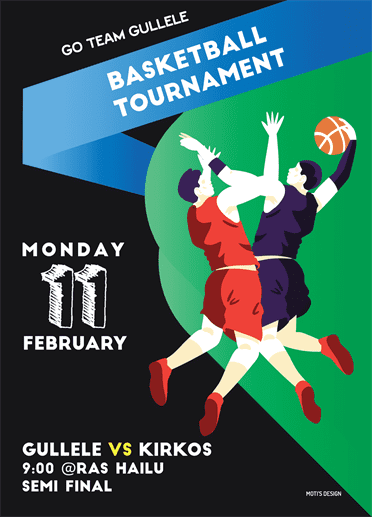 GO TEAM GULLELE
BASKETBALL
TOURNAMENT
MONDAY
11
FEBRUARY
GULLELE VS KIRKOS
9:00 @RAS HAILU
SEMI FINAL
MOTI'S DESIGN